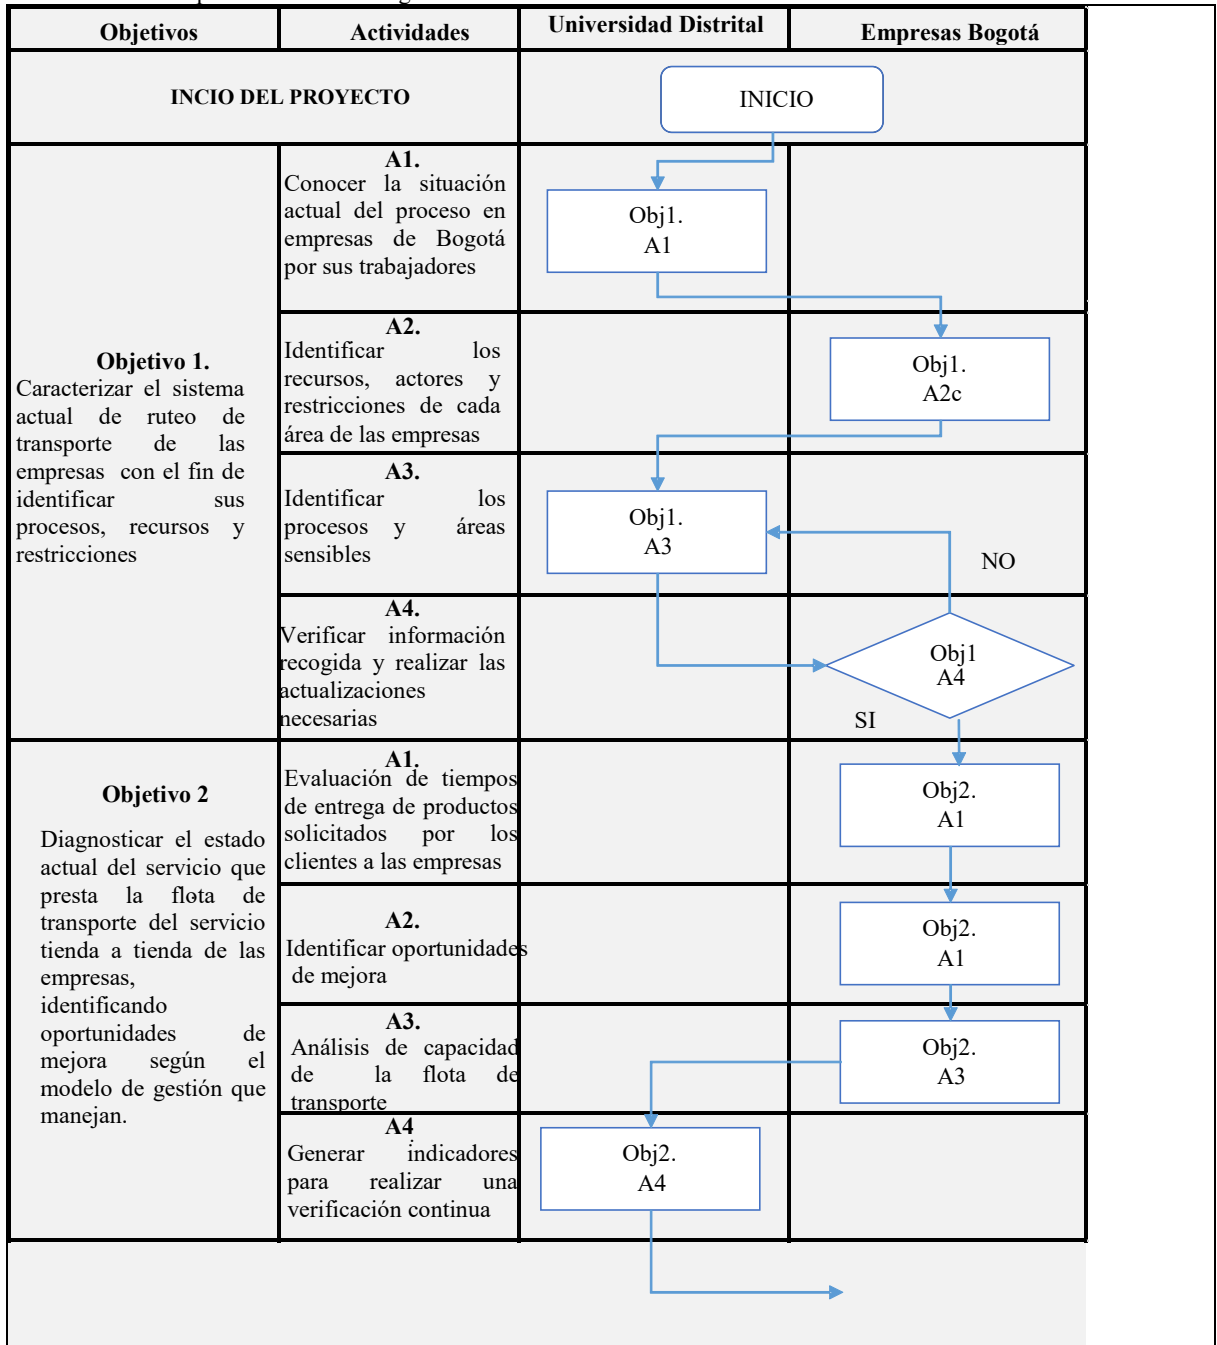 Objetivos
Actividades
Universidad Distrital
Empresas Bogotá
INCIO DEL PROYECTO
INICIO
Objetivo 1.
Caracterizar el sistema
actual de ruteo de
transporte de las
empresas con el fin de
identificar sus
procesos, recursos y
restricciones
A1.
Conocer la situación
actual del proceso en
empresas de Bogotá
por sus trabajadores
Obj1.
A1
A2.
Identificar los
recursos, actores y
restricciones de cada
área de las empresas
Obj1.
A2c
A3.
Identificar los
procesos y áreas
sensibles
Obj1.
A3
NO
A4.
Verificar información
recogida y realizar las
actualizaciones
necesarias
Obj1
A4
SI
Objetivo 2
Diagnosticar el estado
actual del servicio que
presta la flota de
transporte del servicio
tienda a tienda de las
empresas,
identificando
oportunidades de
mejora según el
modelo de gestión que
manejan.
A1.
Evaluación de tiempos
de entrega de productos
solicitados por los
clientes a las empresas
Obj2.
A1
A2.
Identificar oportunidades
de mejora
Obj2.
A1
A3.
Análisis de capacidad
de la flota de
transporte
Obj2.
A3
A4
Generar indicadores
para realizar una
verificación continua
Obj2.
A4